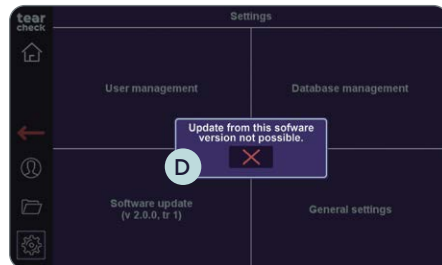 tear
check
Settings
User management
Database management
Update from this sofware
version not possible.
D
Software update
(v 2.0.0, tr 1)
General settings